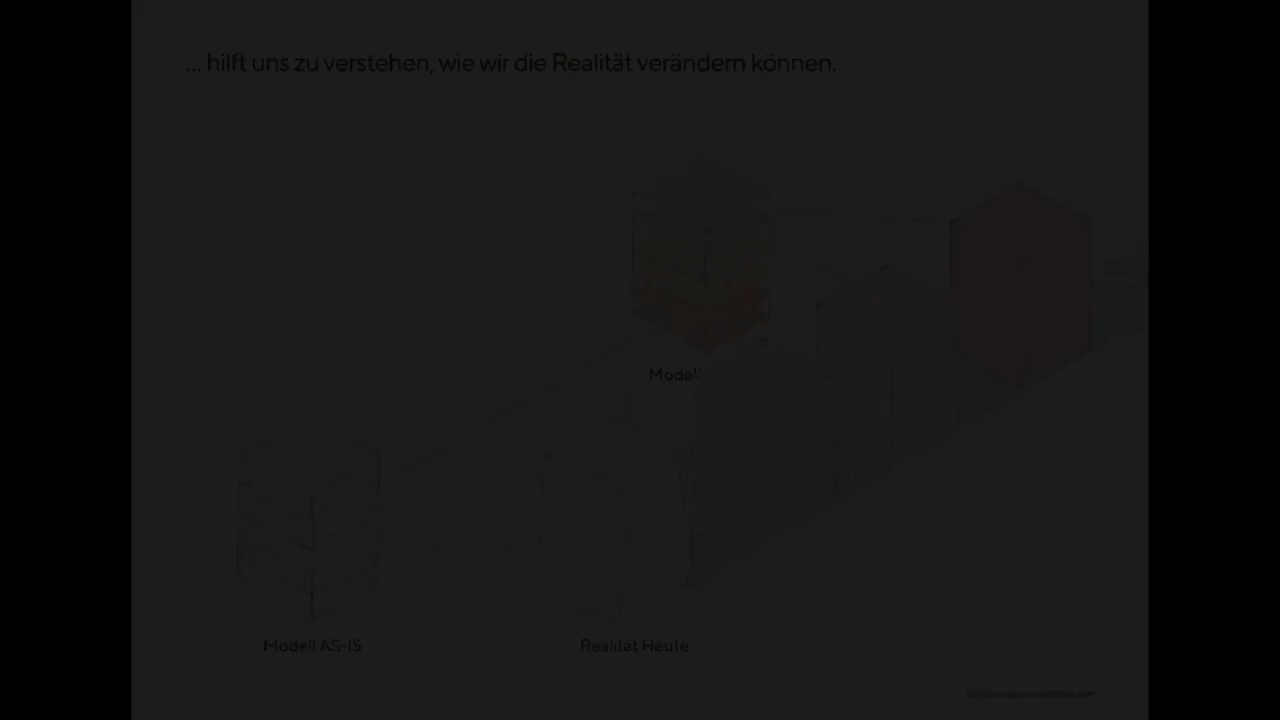 ... hilft uns zu verstehen, wie wir die Realität verändern können.
Modell
Modell AS-IS
Realität Heute